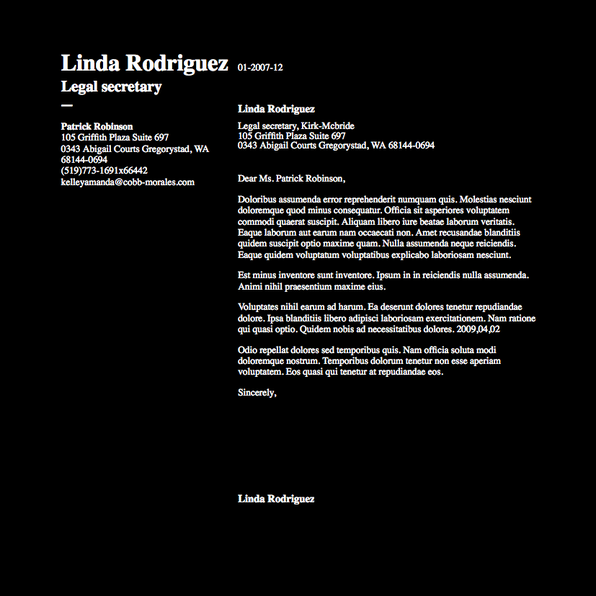 Linda Rodriguez
Legal secretary
—
Patrick Robinson
105 Griffith Plaza Suite 697
0343 Abigail Courts Gregorystad, WA
68144-0694
(519)773-1691x66442
kelleyamanda@cobb-morales.com
01-2007-12
Linda Rodriguez
Legal secretary, Kirk-Mcbride
105 Griffith Plaza Suite 697
0343 Abigail Courts Gregorystad, WA 68144-0694
Dear Ms. Patrick Robinson,
Doloribus assumenda error reprehenderit numquam quis. Molestias nesciunt
doloremque quod minus consequatur. Officia sit asperiores voluptatem
commodi quaerat suscipit. Aliquam libero iure beatae laborum veritatis.
Eaque laborum aut earum nam occaecati non. Amet recusandae blanditiis
quidem suscipit optio maxime quam. Nulla assumenda neque reiciendis.
Eaque quidem voluptatum voluptatibus explicabo laboriosam nesciunt.
Est minus inventore sunt inventore. Ipsum in in reiciendis nulla assumenda.
Animi nihil praesentium maxime eius.
Voluptates nihil earum ad harum. Ea deserunt dolores tenetur repudiandae
dolore. Ipsa blanditiis libero adipisci laboriosam exercitationem. Nam ratione
qui quasi optio. Quidem nobis ad necessitatibus dolores. 2009,04,02
Odio repellat dolores sed temporibus quis. Nam officia soluta modi
doloremque nostrum. Temporibus dolorum tenetur non esse aperiam
voluptatem. Eos quasi qui tenetur at repudiandae eos.
Sincerely,
Linda Rodriguez